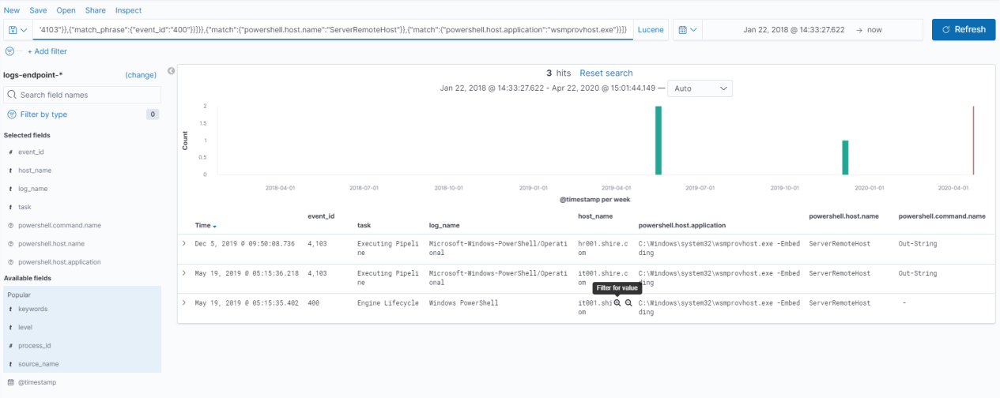 New Save Open Share Inspect
'4103"}},{"match_phrase":{"event_id":"400"}}]}},{"match":{"powershell.host.name":"ServerRemoteHost"}},{"match":{"powershell.host.application":"wsmprovhost.exe"}}]} Lucene Jan 22, 2018 @ 14:33:27.622 → now Refresh
+ Add filter
logs-endpoint-* (change)
Search field names
Filter by type 0
Selected fields
# event_id
t host_name
t log_name
t task
powershell.command.name
powershell.host.name
powershell.host.application
Available fields
Popular
t keywords
t level
# process_id
t source_name
@timestamp
3 hits Reset search
Jan 22, 2018 @ 14:33:27.622 - Apr 22, 2020 @ 15:01:44.149 — Auto
2
1.5
1
0.5
0
Count
2018-04-01 2018-07-01 2018-10-01 2019-01-01 2019-04-01 2019-07-01 2019-10-01 2020-01-01 2020-04-01
@timestamp per week
Time event_id task log_name host_name powershell.host.application powershell.host.name powershell.command.name
Dec 5, 2019 @ 09:50:08.736 4,103 Executing Pipeli Microsoft-Windows-PowerShell/Operati hr001.shire.c C:\Windows\system32\wsmprovhost.exe -Embed ServerRemoteHost Out-String
ne onal om ding
May 19, 2019 @ 05:15:36.218 4,103 Executing Pipeli Microsoft-Windows-PowerShell/Operati it001.shire.c C:\Windows\system32\wsmprovhost.exe -Embed ServerRemoteHost Out-String
ne onal om ding
Filter for value
May 19, 2019 @ 05:15:35.402 400 Engine Lifecycle Windows PowerShell it001.shi C:\Windows\system32\wsmprovhost.exe -Embed ServerRemoteHost -
om ding